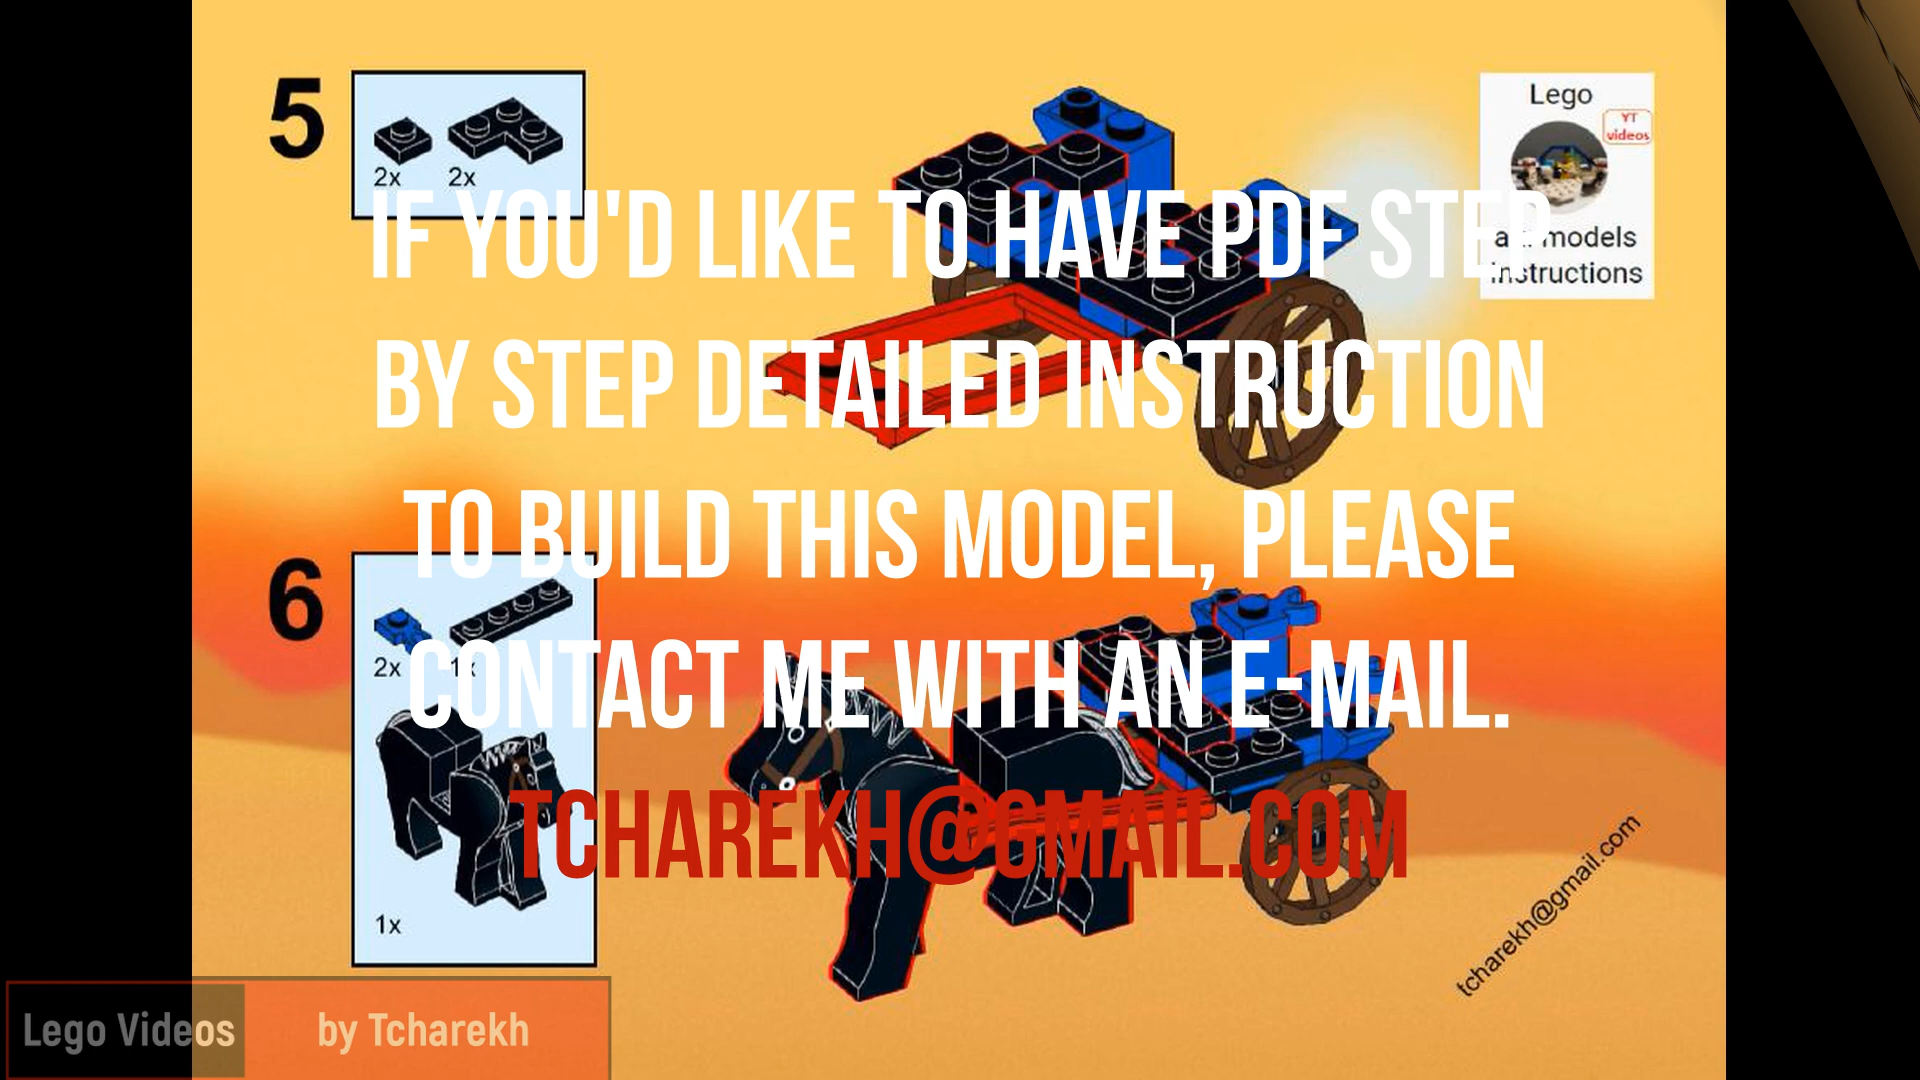 5
2x 2x
Lego
YT
videos
models
instructions
IF YOU'D LIKE TO HAVE PDF STEP
BY STEP DETAILED INSTRUCTION
TO BUILD THIS MODEL, PLEASE
CONTACT ME WITH AN E-MAIL.
TCHAREKH@GMAIL.COM
6
2x 1x
1x
tcharekh@gmail.com
Lego Videos by Tcharekh